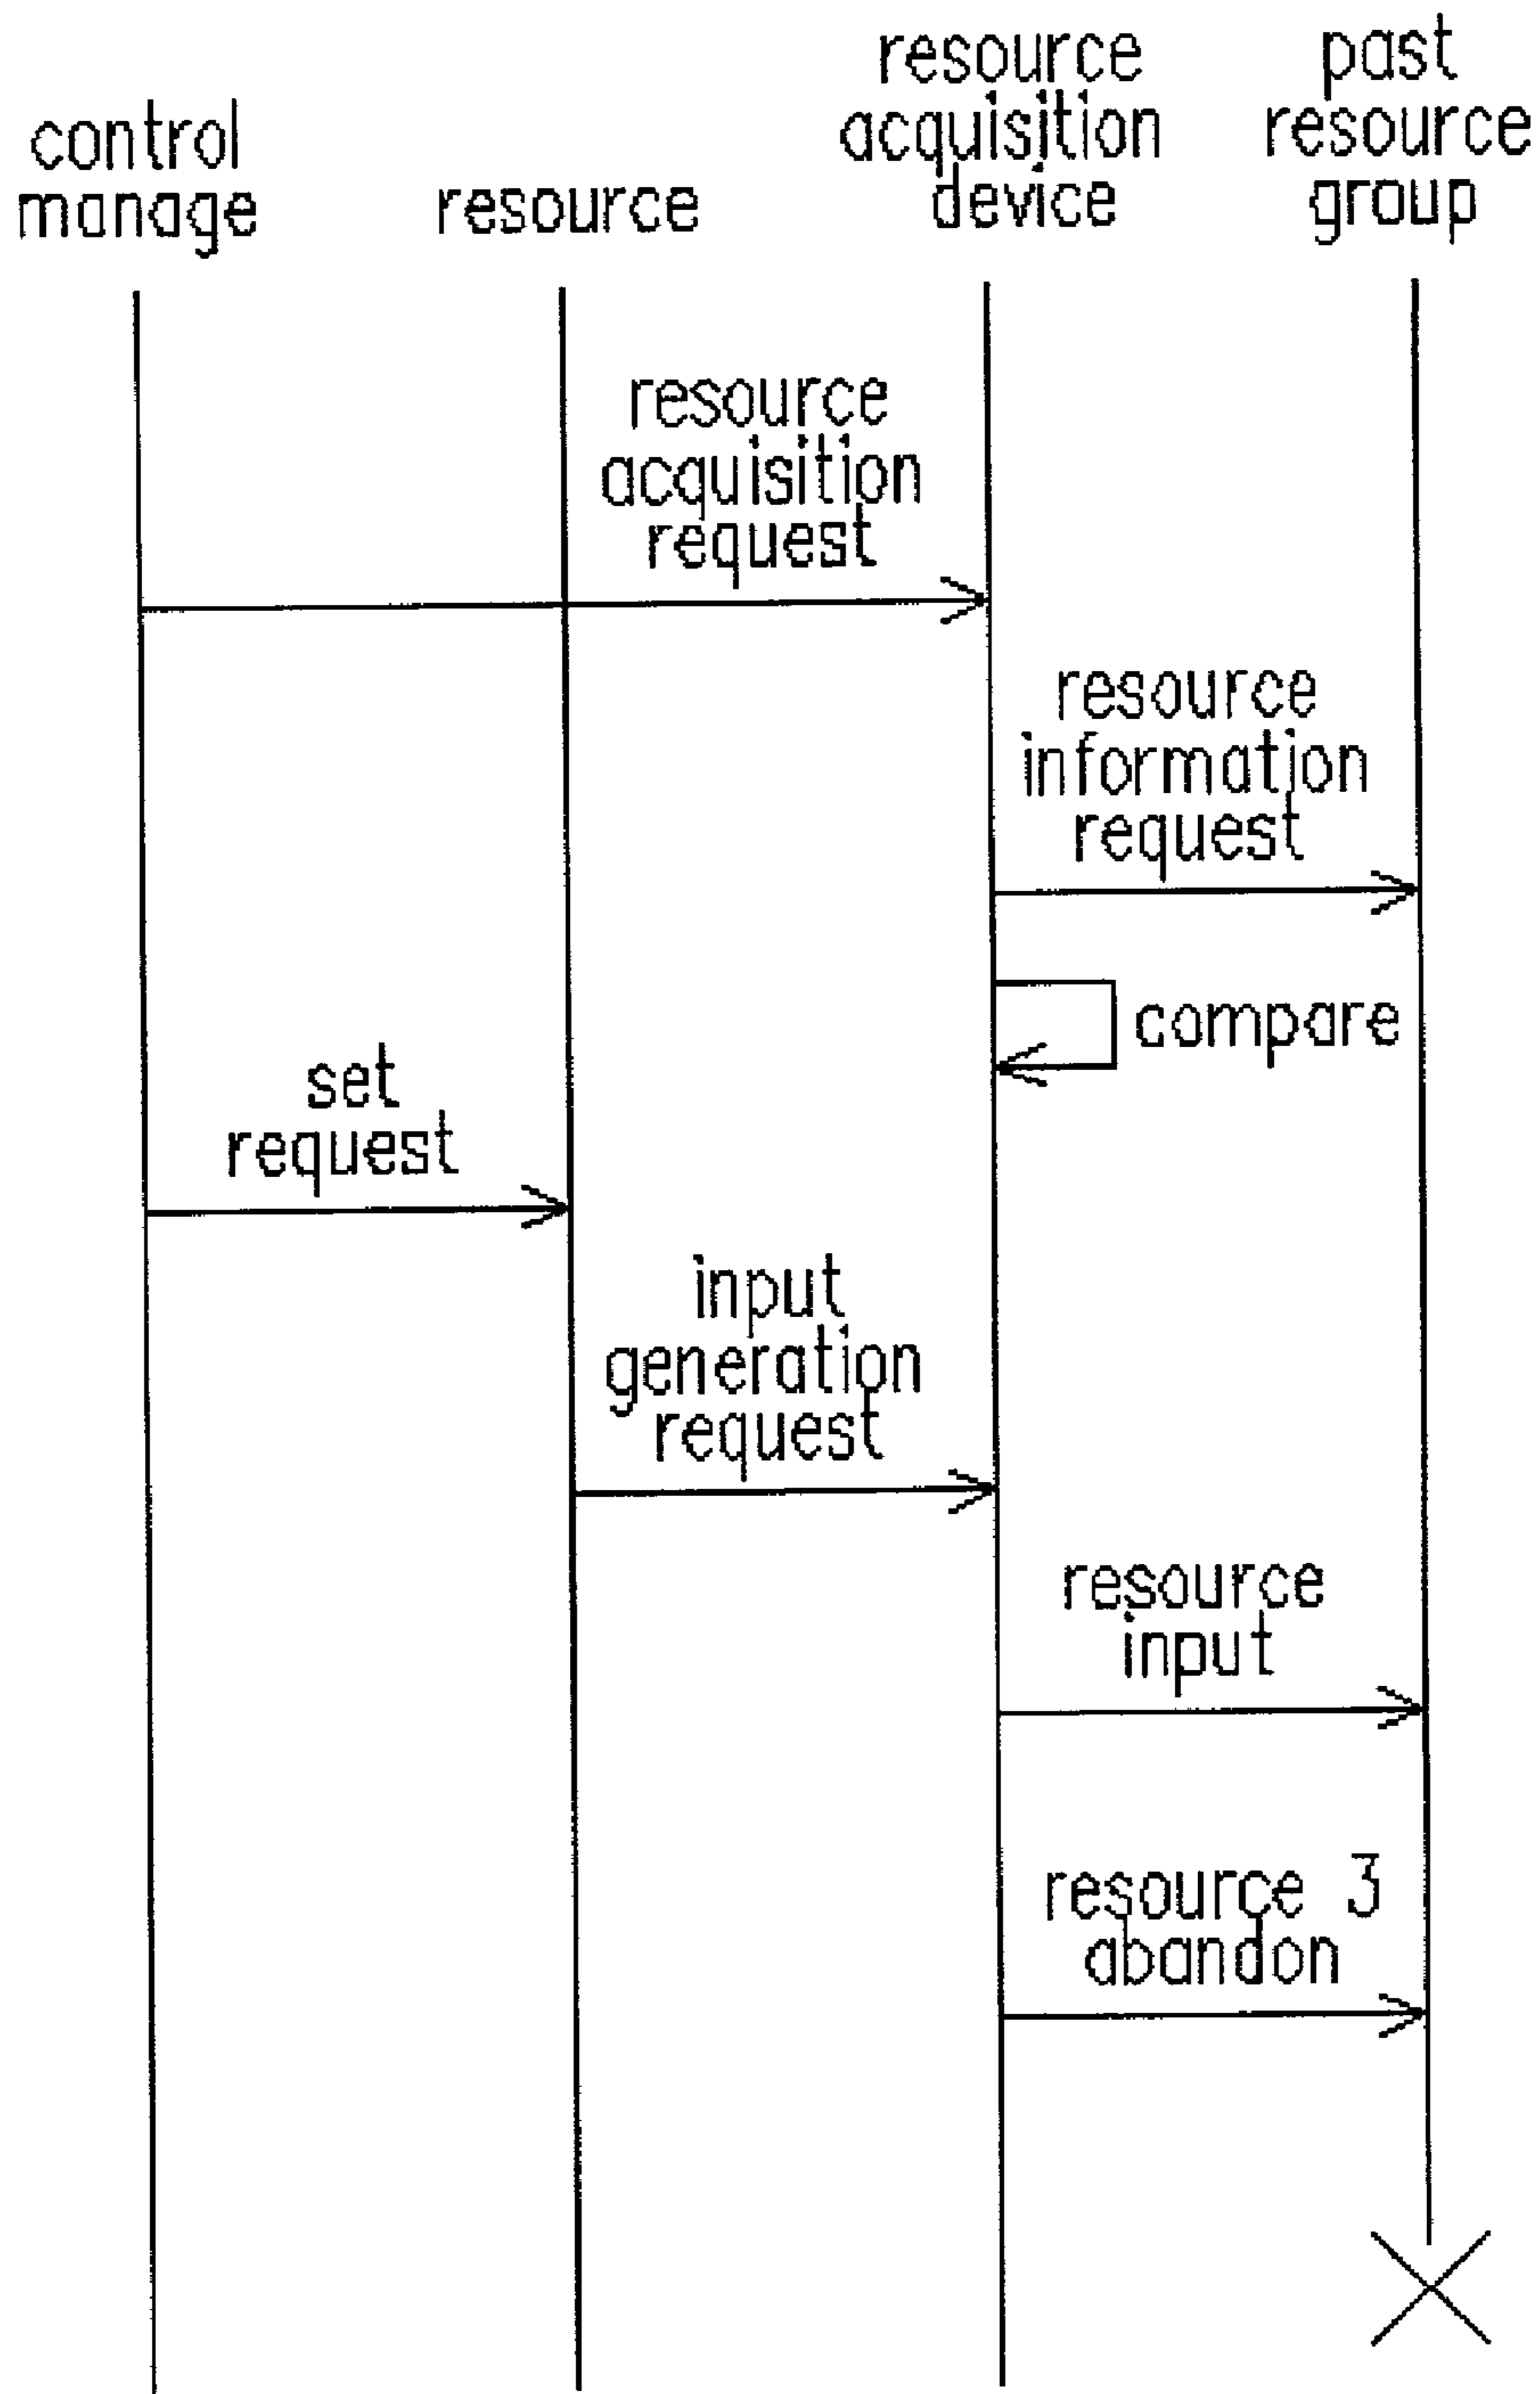 control
manage
resource
resource
acquisition
device
past
resource
group
resource
acquisition
request
resource
information
request
compare
set
request
input
generation
request
resource
input
resource 3
abandon